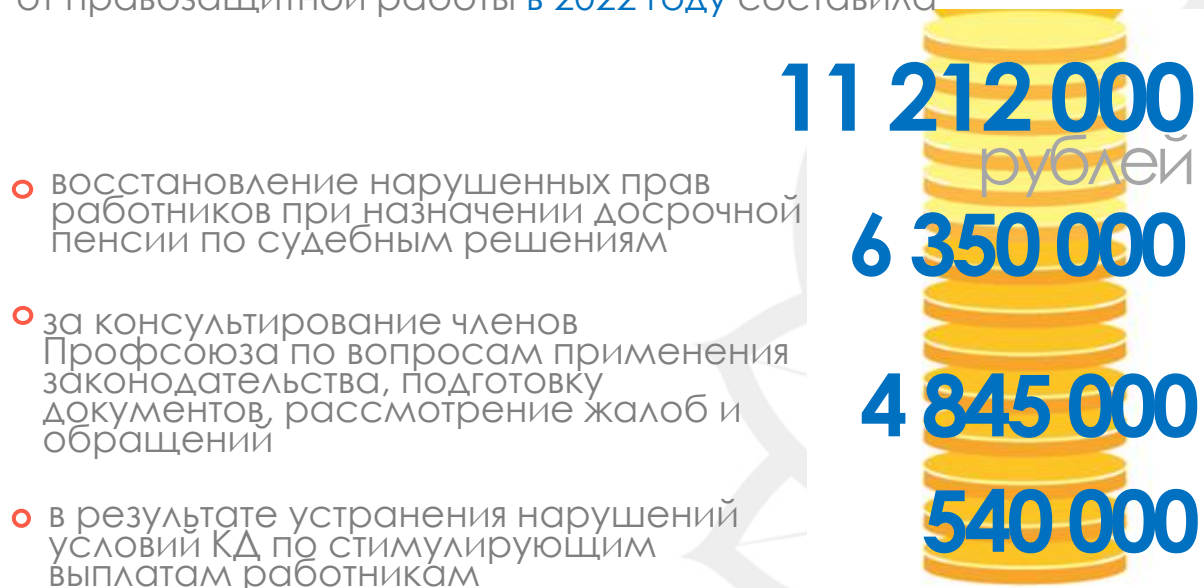 от правозащитной работы в 2022 году составила
11 212 000
рублей
восстановление нарушенных прав
работников при назначении досрочной
пенсии по судебным решениям
6 350 000
за консультирование членов
Профсоюза по вопросам применения
законодательства, подготовку
документов, рассмотрение жалоб и
обращений
4 845 000
в результате устранения нарушений
условий КД по стимулирующим
выплатам работникам
540 000